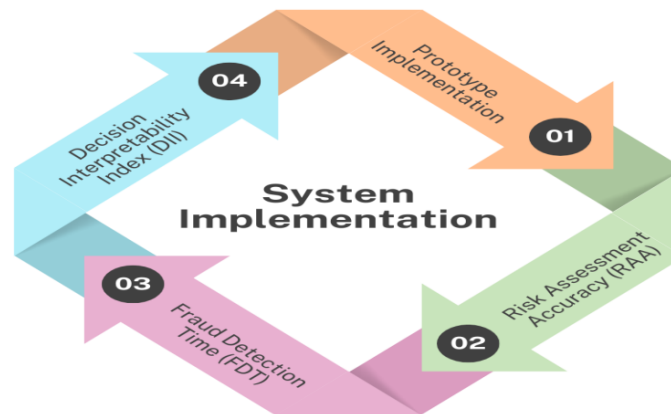 System
Implementation
Prototype
Implementation
01
Risk Assessment
Accuracy (RAA)
02
Fraud Detection
Time (FDT)
03
Decision
Interpretability
Index (DII)
04